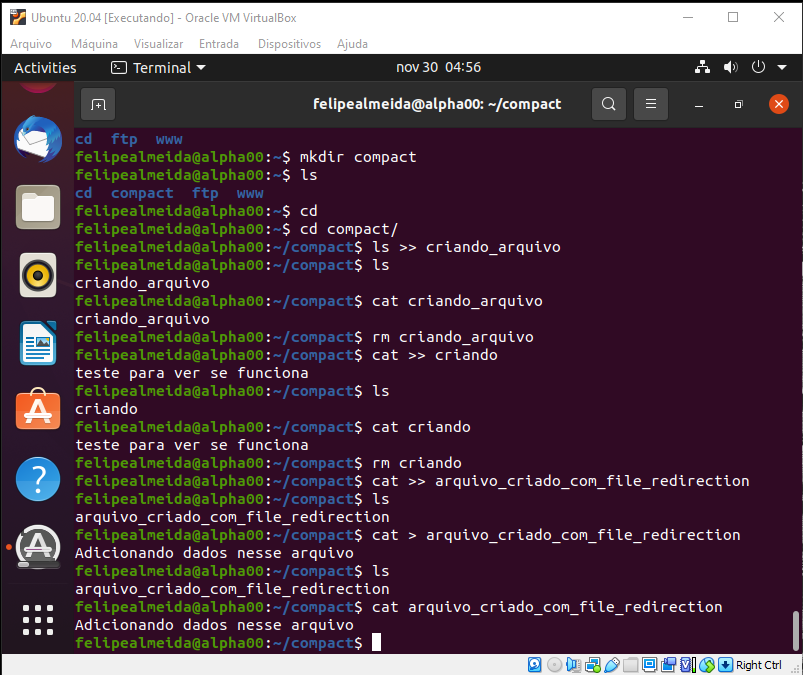 Ubuntu 20.04 [Executando] - Oracle VM VirtualBox
Arquivo Máquina Visualizar Entrada Dispositivos Ajuda
Activities Terminal nov 30 04:56
felipealmeida@alpha00: ~/compact
cd ftp www
felipealmeida@alpha00:~$ mkdir compact
felipealmeida@alpha00:~$ ls
cd compact ftp www
felipealmeida@alpha00:~$ cd
felipealmeida@alpha00:~$ cd compact/
felipealmeida@alpha00:~/compact$ ls >> criando_arquivo
felipealmeida@alpha00:~/compact$ ls
criando_arquivo
felipealmeida@alpha00:~/compact$ cat criando_arquivo
criando_arquivo
felipealmeida@alpha00:~/compact$ rm criando_arquivo
felipealmeida@alpha00:~/compact$ cat >> criando
teste para ver se funciona
felipealmeida@alpha00:~/compact$ ls
criando
felipealmeida@alpha00:~/compact$ cat criando
teste para ver se funciona
felipealmeida@alpha00:~/compact$ rm criando
felipealmeida@alpha00:~/compact$ cat >> arquivo_criado_com_file_redirection
felipealmeida@alpha00:~/compact$ ls
arquivo_criado_com_file_redirection
felipealmeida@alpha00:~/compact$ cat > arquivo_criado_com_file_redirection
Adicionando dados nesse arquivo
felipealmeida@alpha00:~/compact$ ls
arquivo_criado_com_file_redirection
felipealmeida@alpha00:~/compact$ cat arquivo_criado_com_file_redirection
Adicionando dados nesse arquivo
felipealmeida@alpha00:~/compact$
Right Ctrl